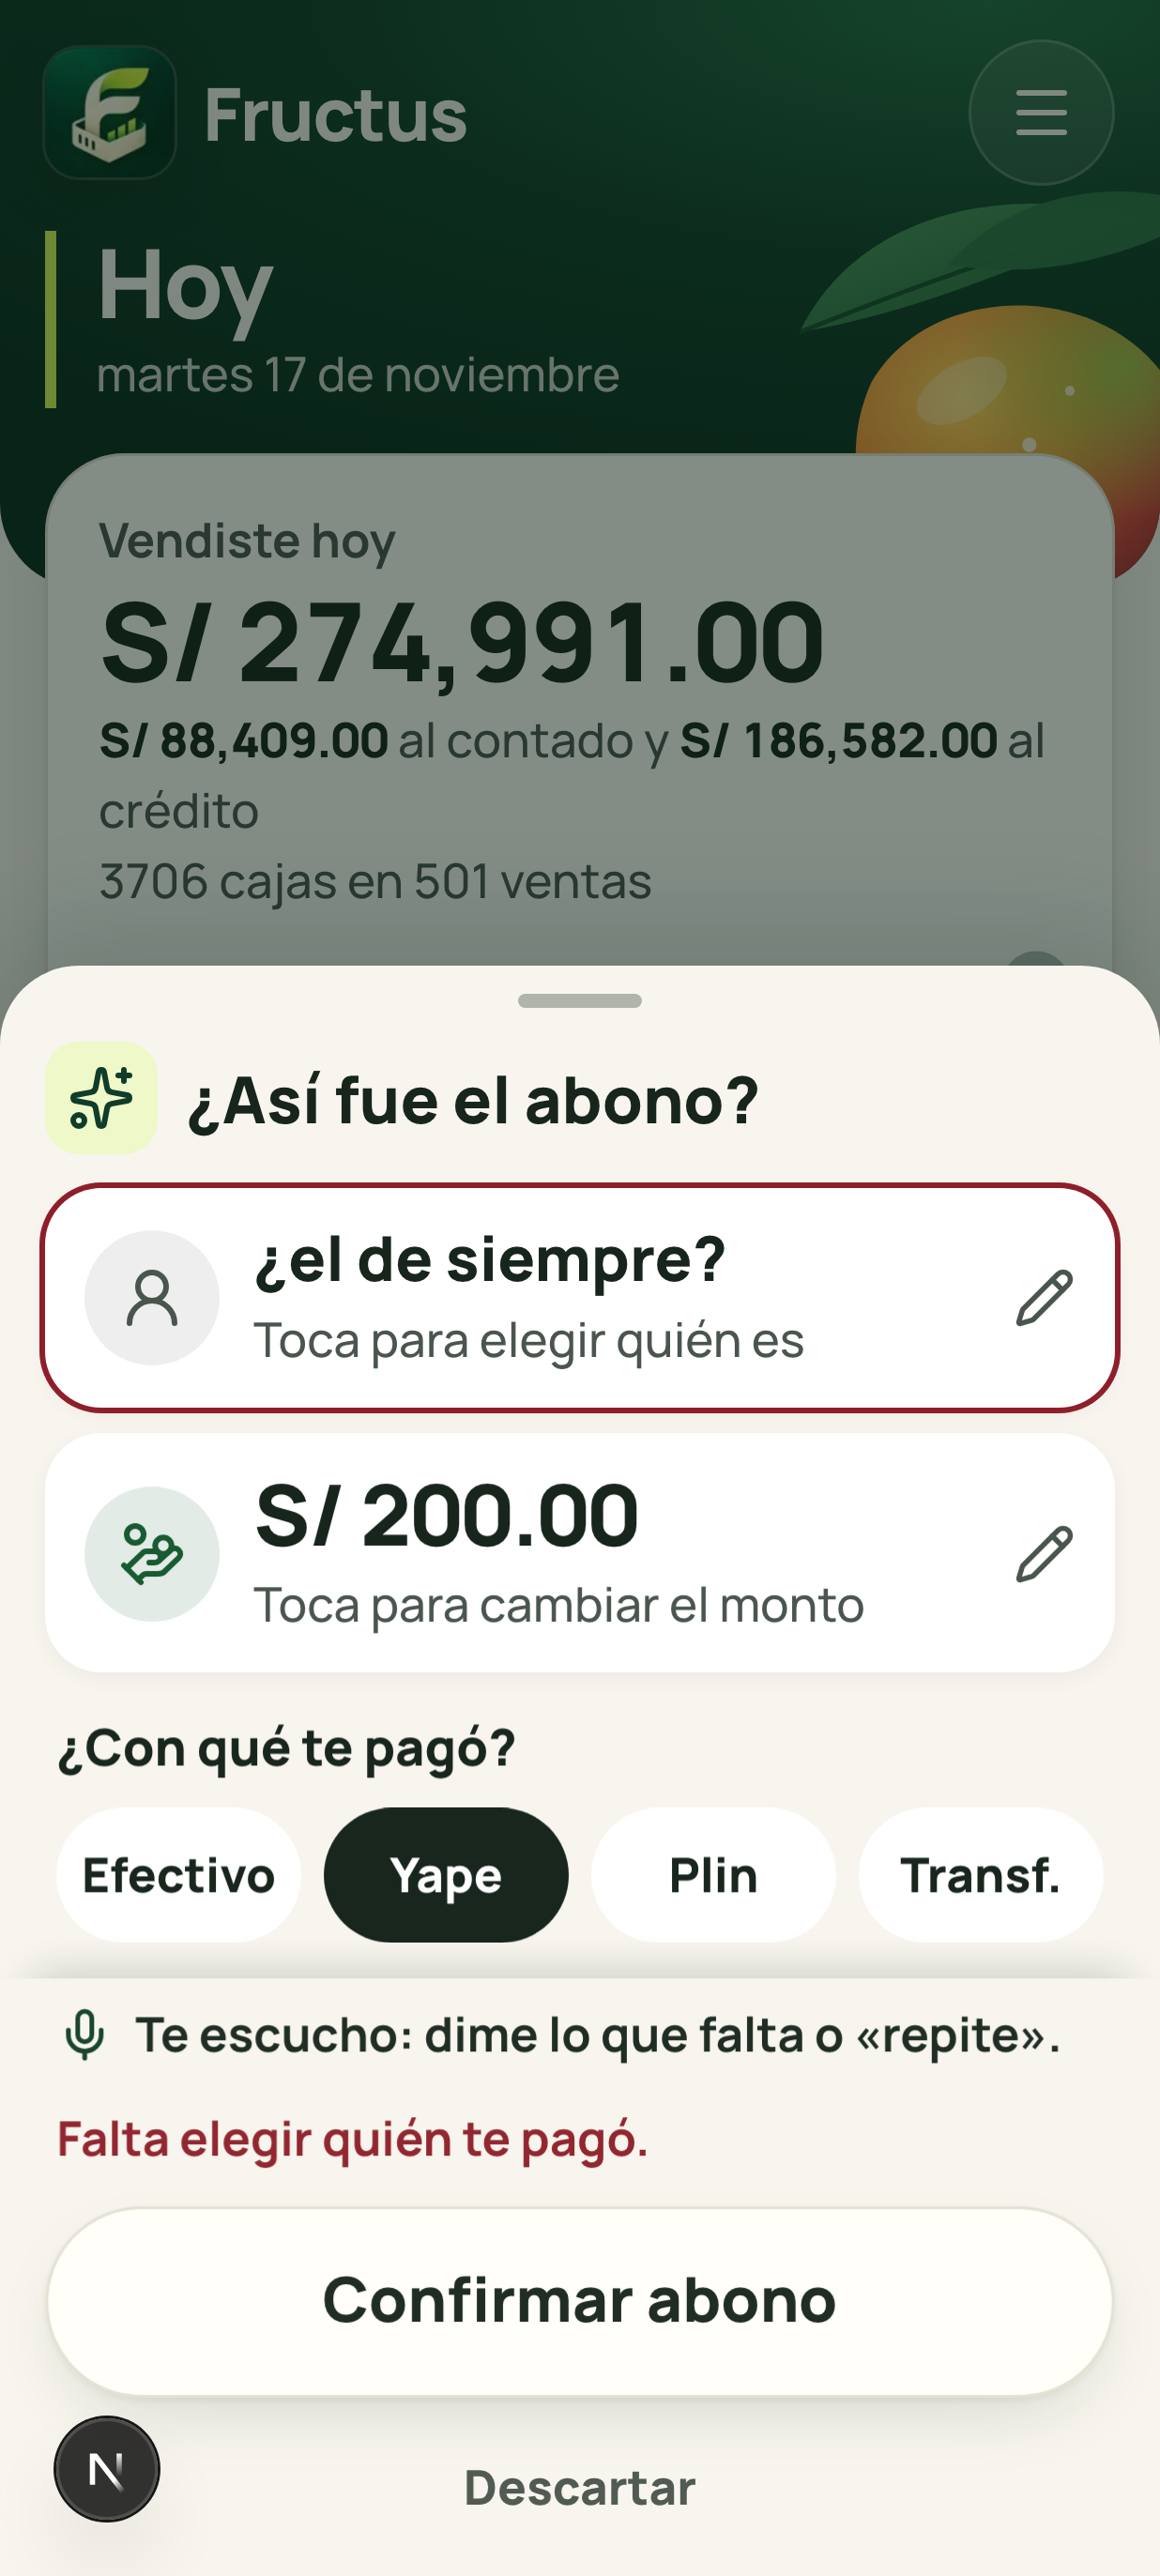 Fructus
Hoy
martes 17 de noviembre
Vendiste hoy
S/ 274,991.00
S/ 88,409.00 al contado y S/ 186,582.00 al
crédito
3706 cajas en 501 ventas
¿Así fue el abono?
¿el de siempre?
Toca para elegir quién es
S/ 200.00
Toca para cambiar el monto
¿Con qué te pagó?
Efectivo Yape Plin Transf.
Te escucho: dime lo que falta o «repite».
Falta elegir quién te pagó.
Confirmar abono
N
Descartar